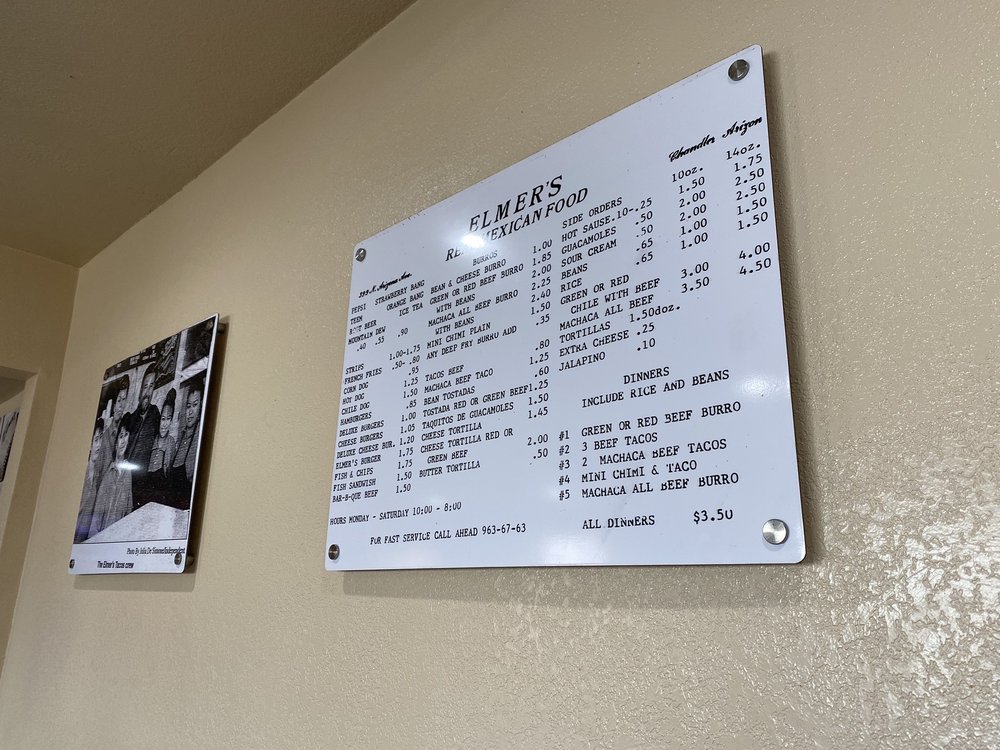 ELMER'S
MEXICAN FOOD
Chandler Arizon
PEPSI STRAWBERRY BANG
TEEM ORANGE BANG
ROOT BEER ICE TEA
MOUNTAIN DEW
.40 .55 .90
STRIPS 1.00-1.75
FRENCH FRIES .50-.80
CORN DOG .95
HOT DOG 1.25
CHILE DOG 1.50
HAMBURGERS .85
DELUXE BURGERS 1.00
CHEESE BURGERS 1.05
DELUXE CHEESE BUR. 1.20
ELMER'S BURGER 1.75
FISH & CHIPS 1.75
FISH SANDWISH 1.50
BAR-B-QUE BEEF 1.50
BURROS
BEAN & CHEESE BURRO 1.00
GREEN OR RED BEEF BURRO 1.85
WITH BEANS 2.00
MACHACA ALL BEEF BURRO 2.25
WITH BEANS 2.40
MINI CHIMI PLAIN 1.50
ANY DEEP FRY BURRO ADD .35
TACOS BEEF .80
MACHACA BEEF TACO 1.25
BEAN TOSTADAS .60
TOSTADA RED OR GREEN BEEF 1.25
TAQUITOS DE GUACAMOLES 1.50
CHEESE TORTILLA 1.45
CHEESE TORTILLA RED OR
GREEN BEEF 2.00
BUTTER TORTILLA .50
SIDE ORDERS 10oz. 14oz.
HOT SAUSE.10-.25 1.50 1.75
GUACAMOLES .50 2.00 2.50
SOUR CREAM .50 2.00 2.50
BEANS .65 1.00 1.50
RICE .65 1.00 1.50
GREEN OR RED
CHILE WITH BEEF 3.00 4.00
MACHACA ALL BEEF 3.50 4.50
TORTILLAS 1.50doz.
EXTRA CHEESE .25
JALAPINO .10
DINNERS
INCLUDE RICE AND BEANS
#1 GREEN OR RED BEEF BURRO
#2 3 BEEF TACOS
#3 2 MACHACA BEEF TACOS
#4 MINI CHIMI & TACO
#5 MACHACA ALL BEEF BURRO
ALL DINNERS $3.50
HOURS MONDAY - SATURDAY 10:00 - 8:00
FOR FAST SERVICE CALL AHEAD 963-67-63
The Elmer's Tacos crew